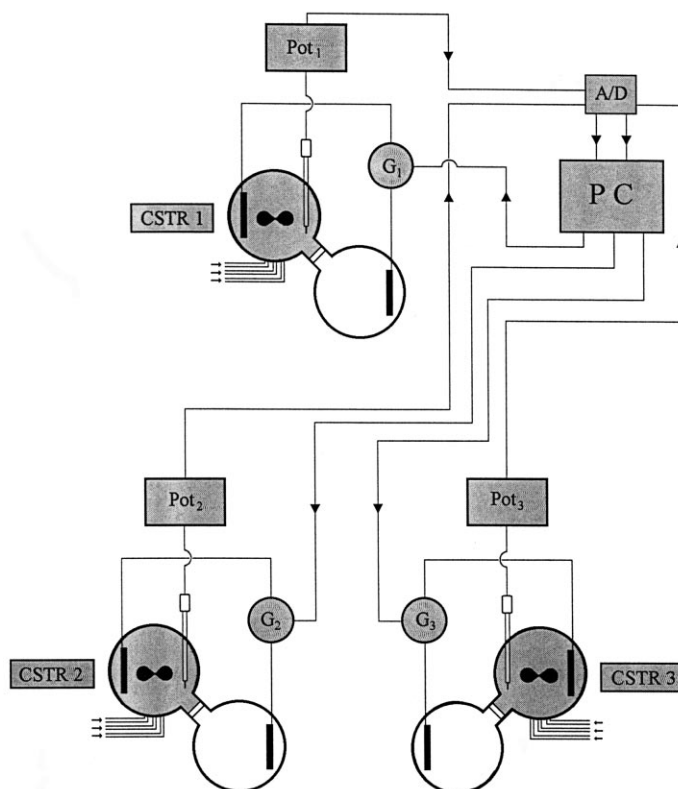 Pot₁
A/D
G₁
P C
CSTR 1
Pot₂
Pot₃
G₂
G₃
CSTR 2
CSTR 3